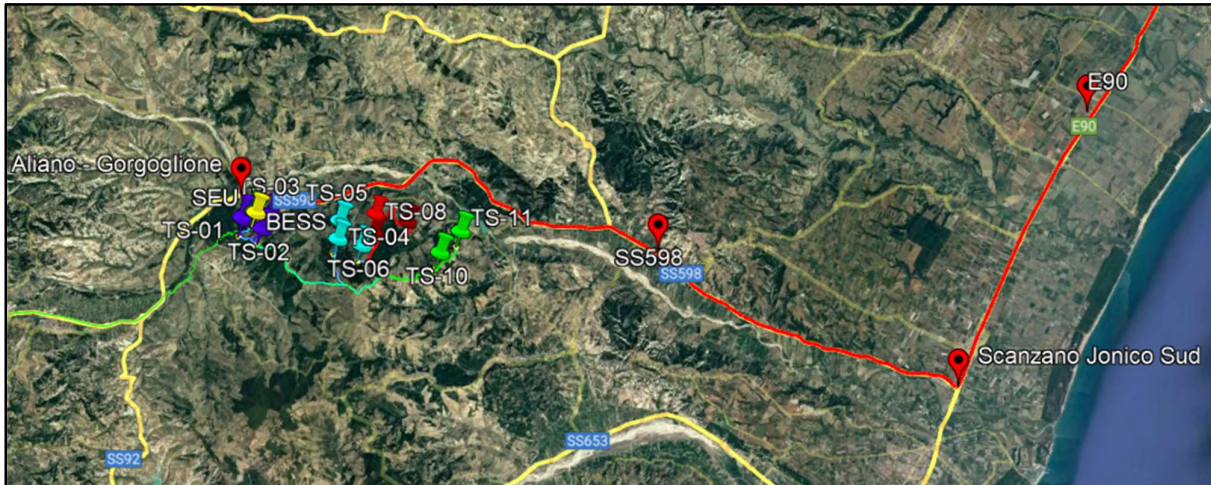 E90
E90
Aliano - Gorgoglione
SEU
TS-03
SS598
TS-05
TS-01
BESS
TS-08
TS-11
TS-02
TS-04
TS-06
TS-10
SS598
SS598
Scanzano Jonico Sud
SS653
SS92